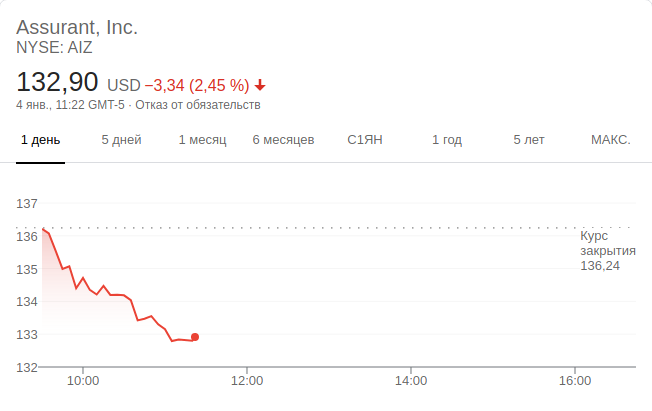 Assurant, Inc.
NYSE: AIZ
132,90 USD −3,34 (2,45 %)
4 янв., 11:22 GMT-5 · Отказ от обязательств
1 день 5 дней 1 месяц 6 месяцев С1ЯН 1 год 5 лет МАКС.
137
136
135
134
133
132
Курс
закрытия
136,24
10:00 12:00 14:00 16:00